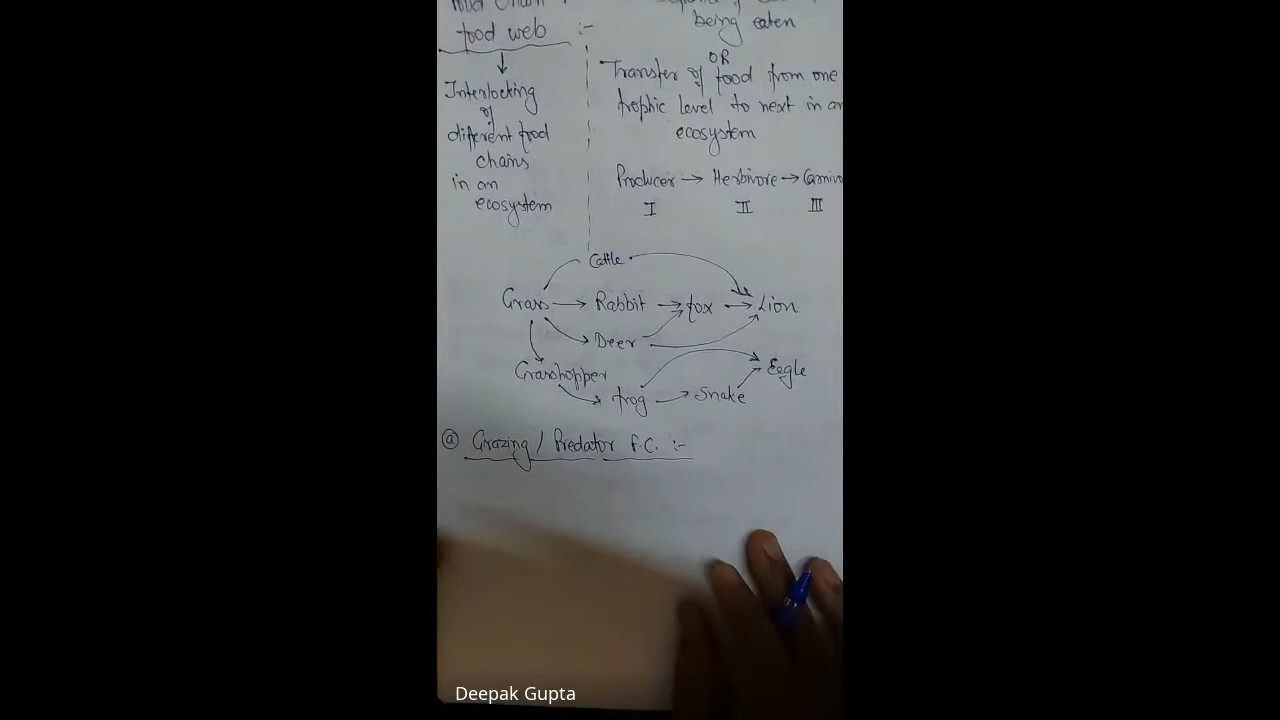 food web :-
Interlocking
of
different food
chains
in an
ecosystem
being eaten
OR
Transfer of food from one
trophic level to next in an
ecosystem
Producer → Herbivore → Carnivo
I II III
Cattle
Grass → Rabbit → fox → Lion
Deer
Grasshopper
Eagle
frog → Snake
ⓐ Grazing / Predator F.C. :-
Deepak Gupta